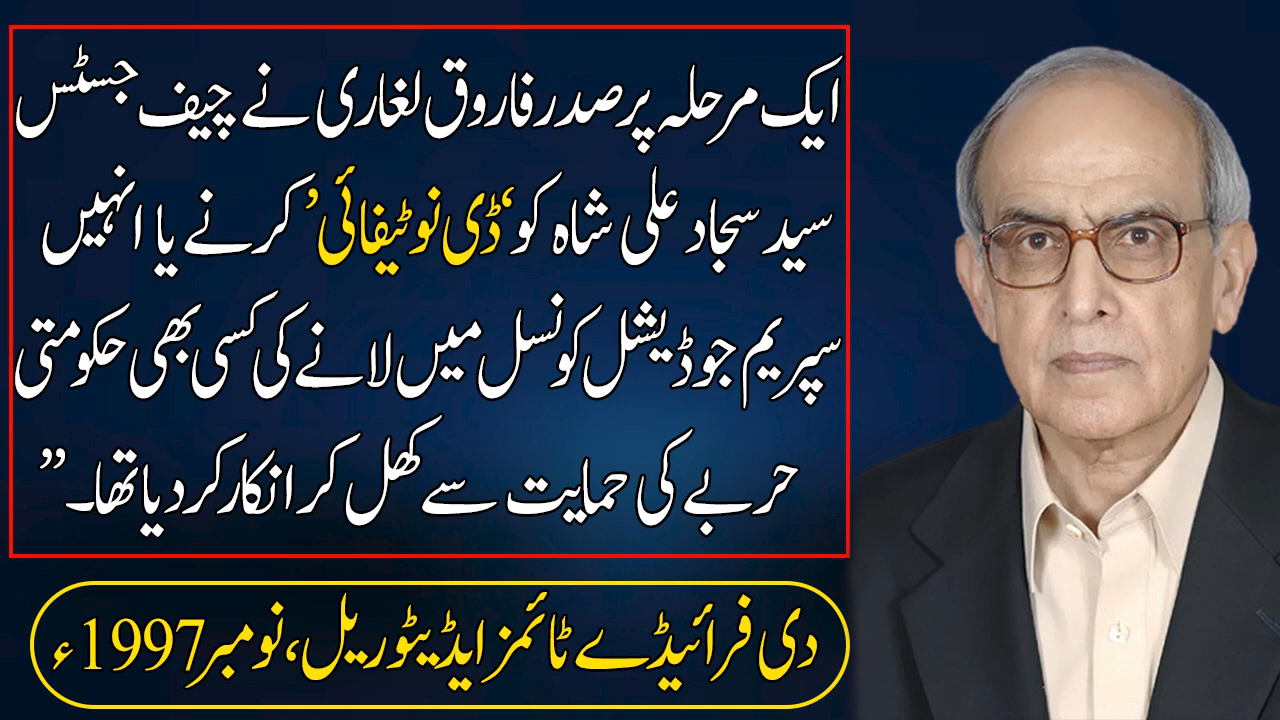 ایک مرحلہ پر صدر فاروق لغاری نے چیف جسٹس
سید سجاد علی شاہ کو ‘ڈی نوٹیفائی’ کرنے یا انہیں
سپریم جوڈیشل کونسل میں لانے کی کسی بھی حکومتی
حربے کی حمایت سے کھل کر انکار کر دیا تھا۔”
دی فرائیڈے ٹائمز ایڈیٹوریل، نومبر 1997ء